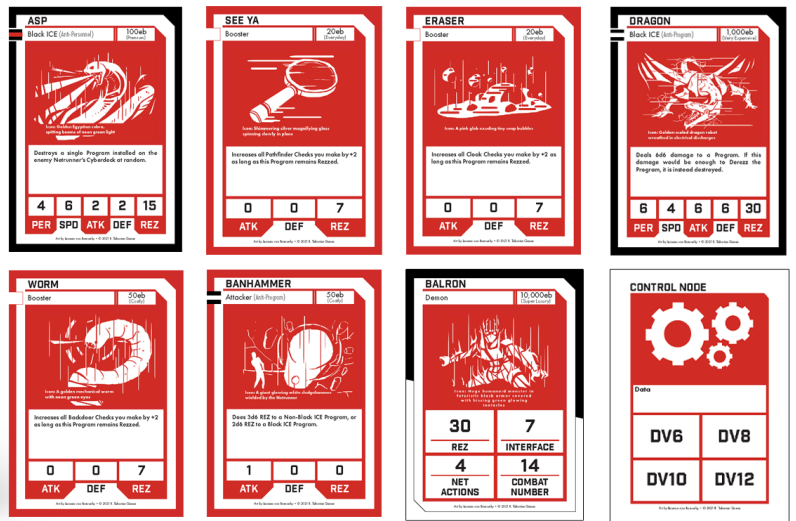 ASP
Black ICE (Anti-Personnel)
100eb
(Premium)
Icon: Golden Egyptian cobra,
spitting beams of neon green light
Destroys a single Program installed on the
enemy Netrunner's Cyberdeck at random.
4 6 2 2 15
PER SPD ATK DEF REZ
SEE YA
Booster
20eb
(Everyday)
Icon: Shimmering silver magnifying glass
spinning slowly in place
Increases all Pathfinder Checks you make by +2
as long as this Program remains Rezzed.
0 0 7
ATK DEF REZ
ERASER
Booster
20eb
(Everyday)
Icon: A pink glob exuding tiny soap bubbles
Increases all Cloak Checks you make by +2 as
long as this Program remains Rezzed.
0 0 7
ATK DEF REZ
DRAGON
Black ICE (Anti-Program)
1,000eb
(Very Expensive)
Icon: Golden-scaled dragon robot
wreathed in electrical discharges
Deals 6d6 damage to a Program. If this
damage would be enough to Derezz the
Program, it is instead destroyed.
6 4 6 6 30
PER SPD ATK DEF REZ
WORM
Booster
50eb
(Costly)
Icon: A golden mechanical worm
with neon green eyes
Increases all Backdoor Checks you make by +2
as long as this Program remains Rezzed.
0 0 7
ATK DEF REZ
BANHAMMER
Attacker (Anti-Program)
50eb
(Costly)
Icon: A giant glowing white sledgehammer
wielded by the Netrunner
Does 3d6 REZ to a Non-Black ICE Program, or
2d6 REZ to a Black ICE Program.
1 0 0
ATK DEF REZ
BALRON
Demon
10,000eb
(Super Luxury)
Icon: Huge humanoid monster in
futuristic black armor covered
with hissing green glowing
tentacles
30 7
REZ INTERFACE
4 14
NET
ACTIONS
COMBAT
NUMBER
CONTROL NODE
Data
DV6 DV8
DV10 DV12